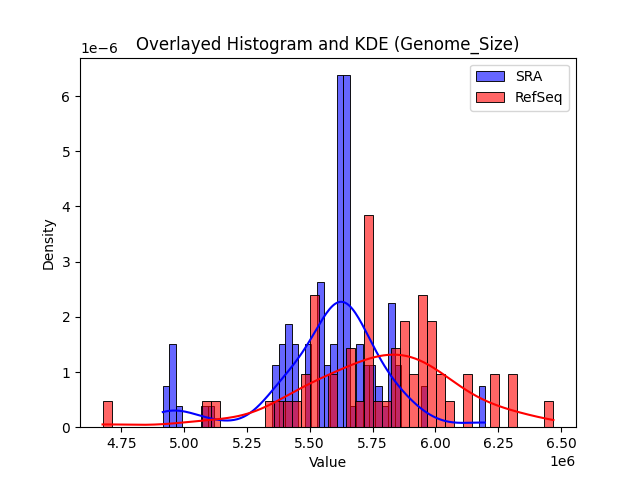 Overlayed Histogram and KDE (Genome_Size)
1e−6
SRA
RefSeq
6
5
4
3
2
1
0
Density
4.75 5.00 5.25 5.50 5.75 6.00 6.25 6.50
Value
1e6